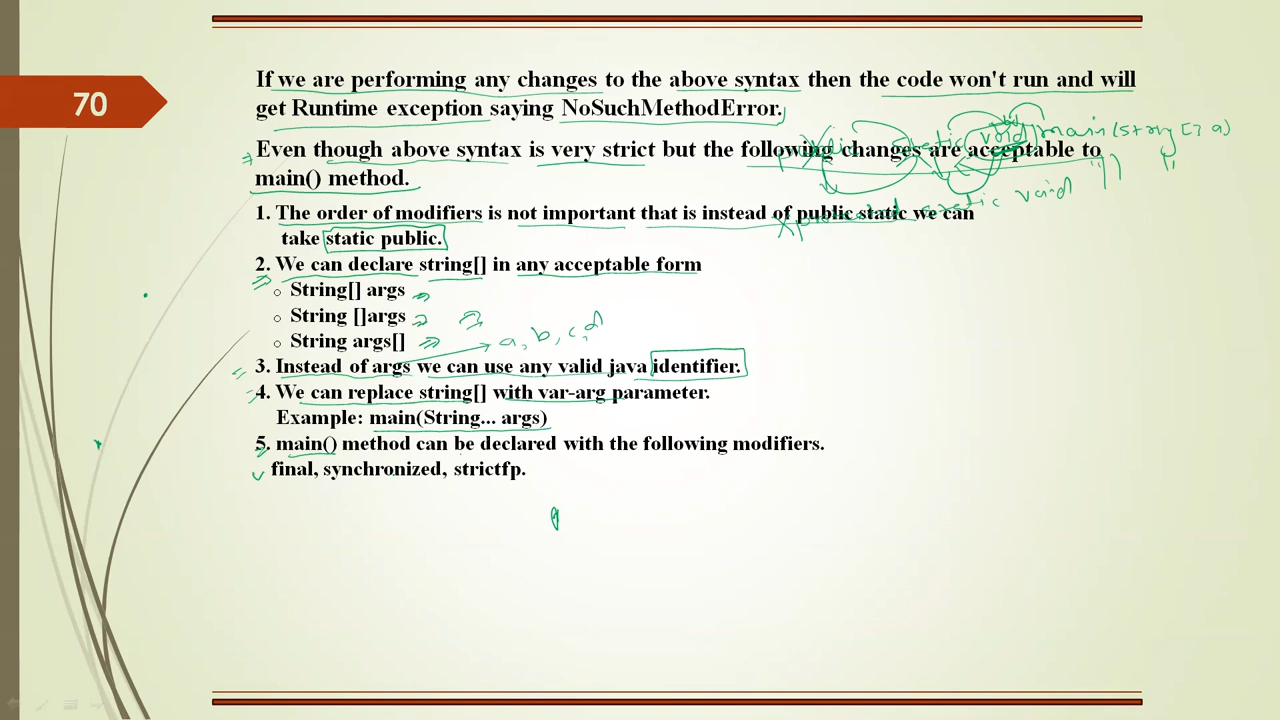 70
If we are performing any changes to the above syntax then the code won't run and will
get Runtime exception saying NoSuchMethodError.
main(String[] a)
Even though above syntax is very strict but the following changes are acceptable to
main() method.
static void
1. The order of modifiers is not important that is instead of public static we can
take static public.
2. We can declare string[] in any acceptable form
○ String[] args
○ String []args
○ String args[]
a, b, c, d
3. Instead of args we can use any valid java identifier.
4. We can replace string[] with var-arg parameter.
Example: main(String... args)
5. main() method can be declared with the following modifiers.
final, synchronized, strictfp.